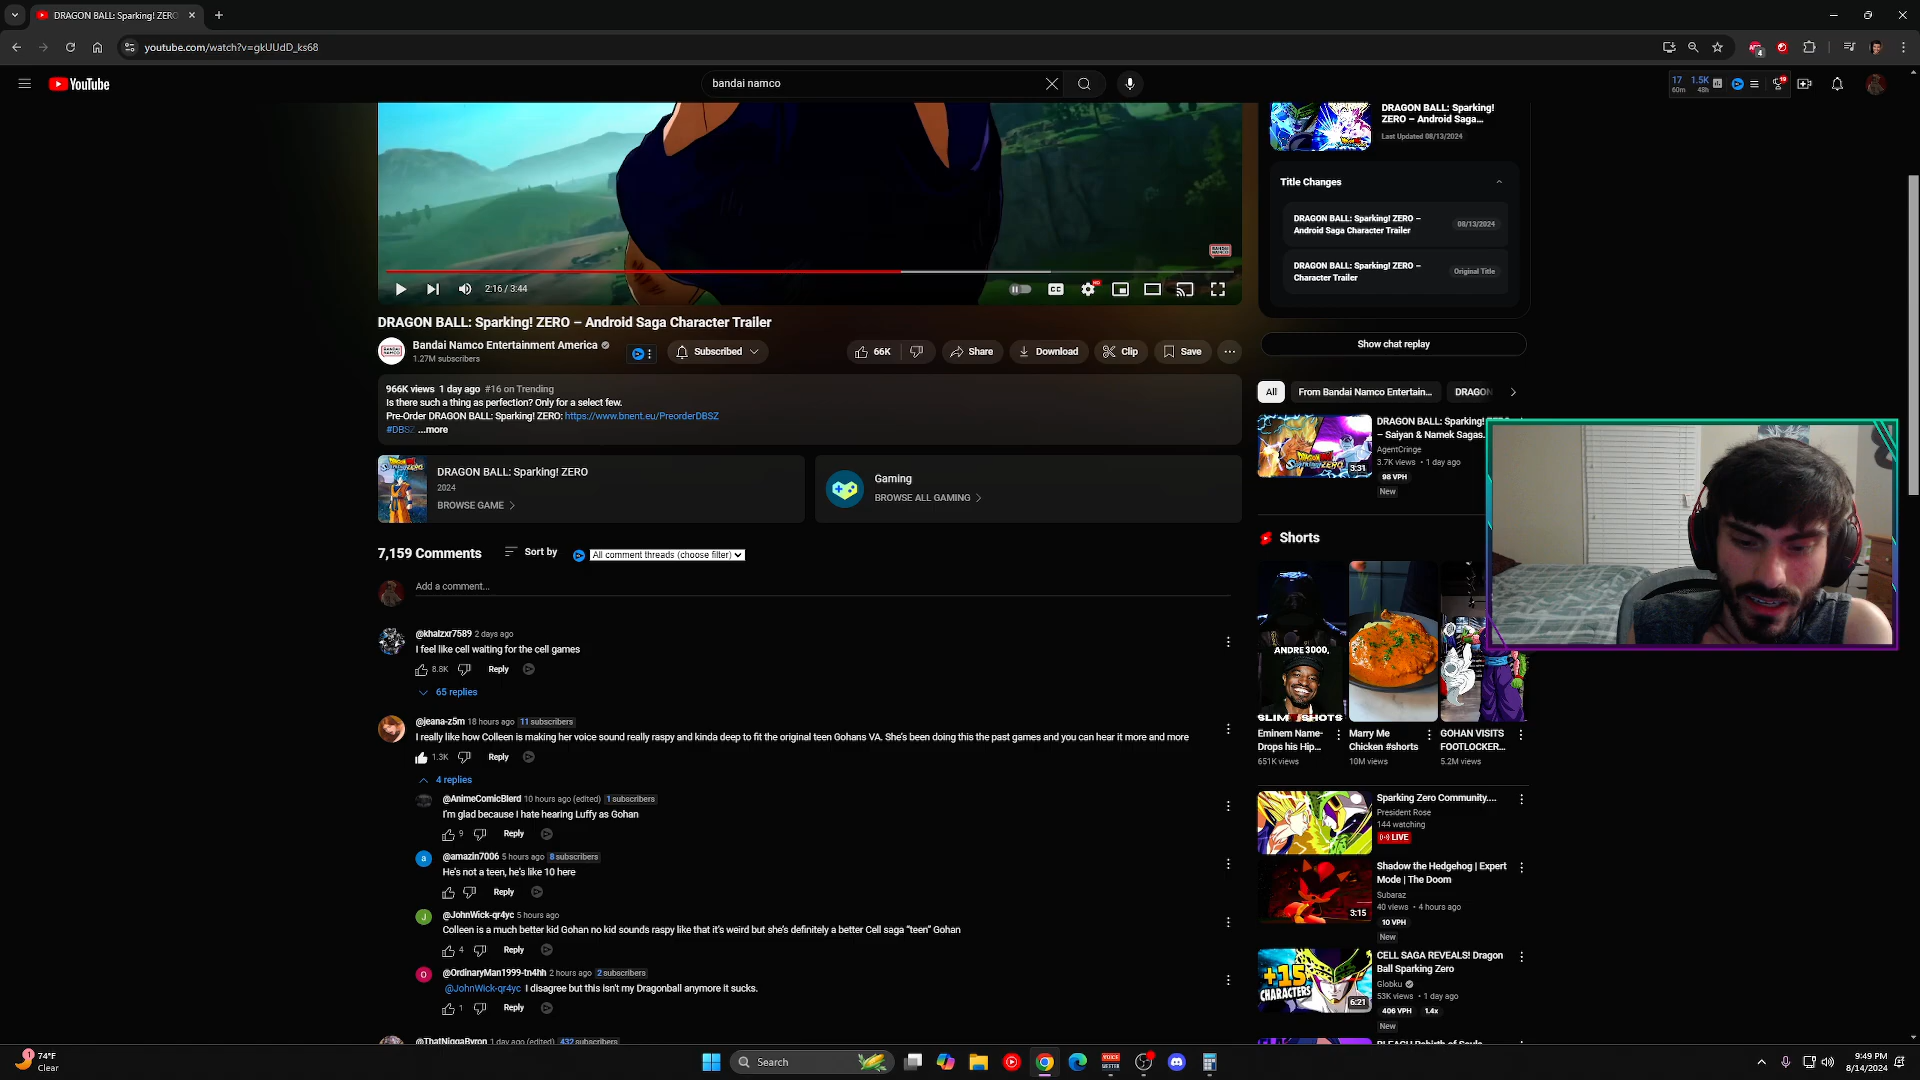 DRAGON BALL: Sparking! ZERO
youtube.com/watch?v=gkUUdD_ks68
4
YouTube
bandai namco
17
60m
1.5K
48h
DRAGON BALL: Sparking!
ZERO – Android Saga...
Last Updated 08/13/2024
Title Changes
DRAGON BALL: Sparking! ZERO –
Android Saga Character Trailer
08/13/2024
DRAGON BALL: Sparking! ZERO –
Character Trailer
Original Title
2:16 / 3:44
CC
DRAGON BALL: Sparking! ZERO – Android Saga Character Trailer
Bandai Namco Entertainment America
1.27M subscribers
Subscribed
66K
Share
Download
Clip
Save
Show chat replay
966K views 1 day ago #16 on Trending
Is there such a thing as perfection? Only for a select few.
Pre-Order DRAGON BALL: Sparking! ZERO: https://www.bnent.eu/PreorderDBSZ
#DBSZ ...more
All
From Bandai Namco Entertain...
DRAGON
DRAGON BALL: Sparking!
– Saiyan & Namek Sagas
AgentCringe
3.7K views • 1 day ago
98 VPH
New
3:31
DRAGON BALL: Sparking! ZERO
2024
BROWSE GAME
Gaming
BROWSE ALL GAMING
7,159 Comments
Sort by
All comment threads (choose filter)
Add a comment...
@khalzxr7589 2 days ago
I feel like cell waiting for the cell games
8.8K
Reply
65 replies
@jeana-z5m 18 hours ago 11 subscribers
I really like how Colleen is making her voice sound really raspy and kinda deep to fit the original teen Gohans VA. She's been doing this the past games and you can hear it more and more
1.3K
Reply
4 replies
@AnimeComicBlerd 10 hours ago (edited) 1 subscribers
I'm glad because I hate hearing Luffy as Gohan
9
Reply
@amazin7006 5 hours ago 8 subscribers
He's not a teen, he's like 10 here
Reply
@JohnWick-qr4yc 5 hours ago
Colleen is a much better kid Gohan no kid sounds raspy like that it's weird but she's definitely a better Cell saga "teen" Gohan
4
Reply
@OrdinaryMan1999-tn4hh 2 hours ago 2 subscribers
@JohnWick-qr4yc I disagree but this isn't my Dragonball anymore it sucks.
1
Reply
@ThatNiggaByron 1 day ago (edited) 432 subscribers
Shorts
ANDRE 3000,
SLIM SHOTS
Eminem Name-
Drops his Hip...
651K views
Marry Me
Chicken #shorts
10M views
GOHAN VISITS
FOOTLOCKER...
5.2M views
Sparking Zero Community....
President Rose
144 watching
LIVE
Shadow the Hedgehog | Expert
Mode | The Doom
Subaraz
40 views • 4 hours ago
10 VPH
New
3:15
CELL SAGA REVEALS! Dragon
Ball Sparking Zero
Globku
53K views • 1 day ago
406 VPH 1.4x
New
+15
CHARACTERS
6:21
BLEACH Rebirth of Souls
1
74°F
Clear
Search
9:49 PM
8/14/2024